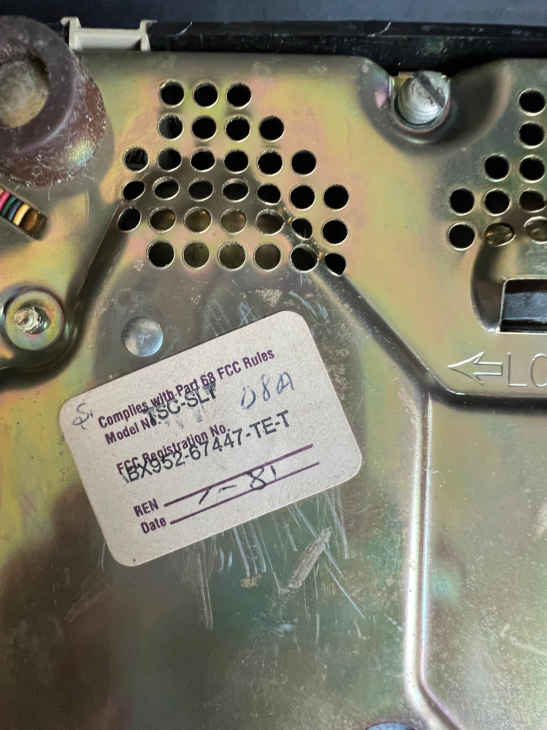 Complies with Part 68 FCC Rules
Model No. TSC-SLT 08A
FCC Registration No.
BX952-67447-TE-T
REN
Date 7-81
LO